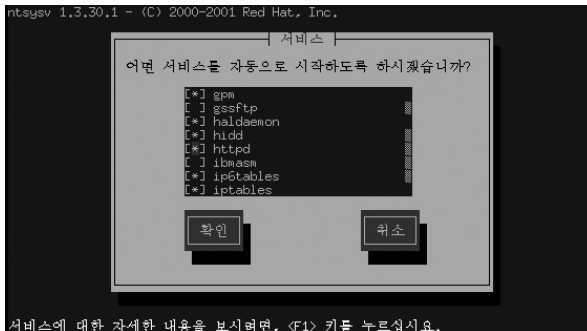 ntsysv 1.3.30.1 - (C) 2000-2001 Red Hat, Inc.
서비스
어떤 서비스를 자동으로 시작하도록 하시겠습니까?
[*] gpm
[ ] gssftp
[*] haldaemon
[*] hidd
[*] httpd
[ ] ibmasm
[*] ip6tables
[*] iptables
확인 취소
서비스에 대한 자세한 내용을 보시려면, <F1> 키를 누르십시요.